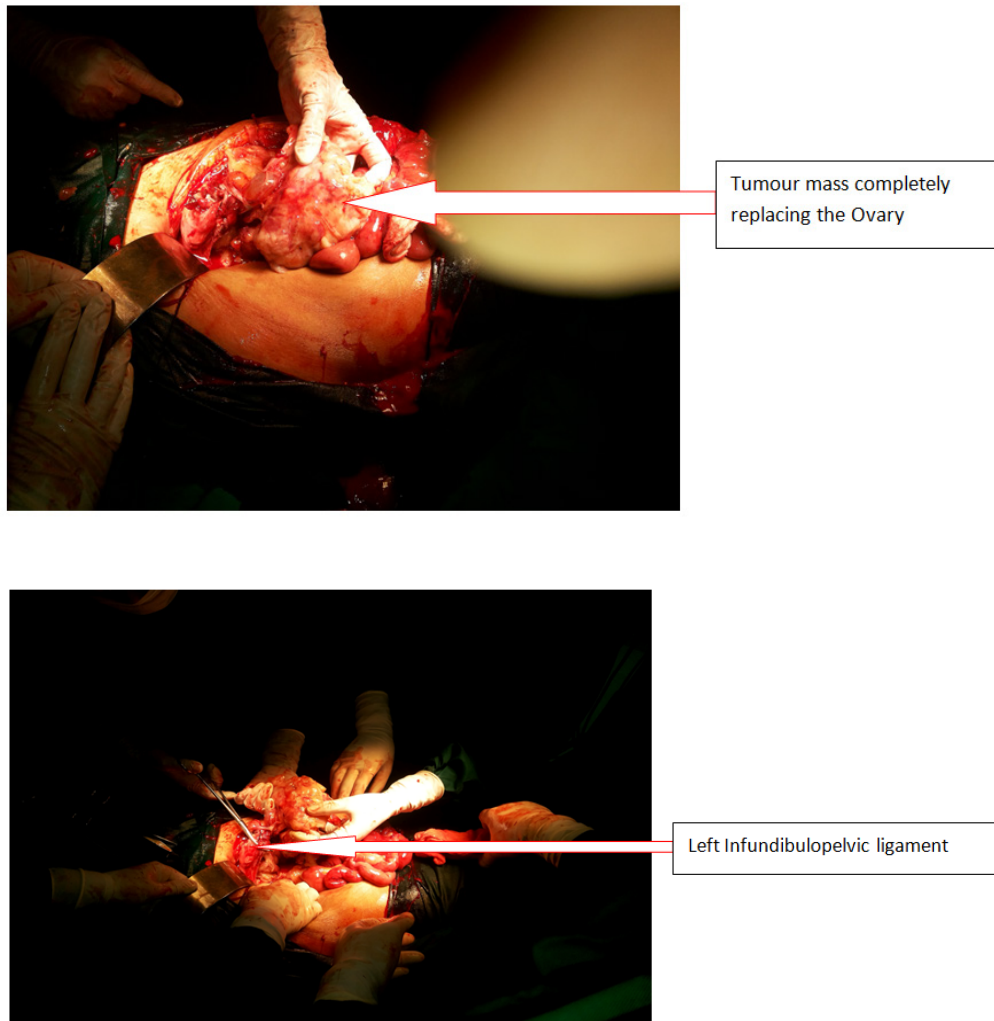 Tumour mass completely
replacing the Ovary
Left Infundibulopelvic ligament